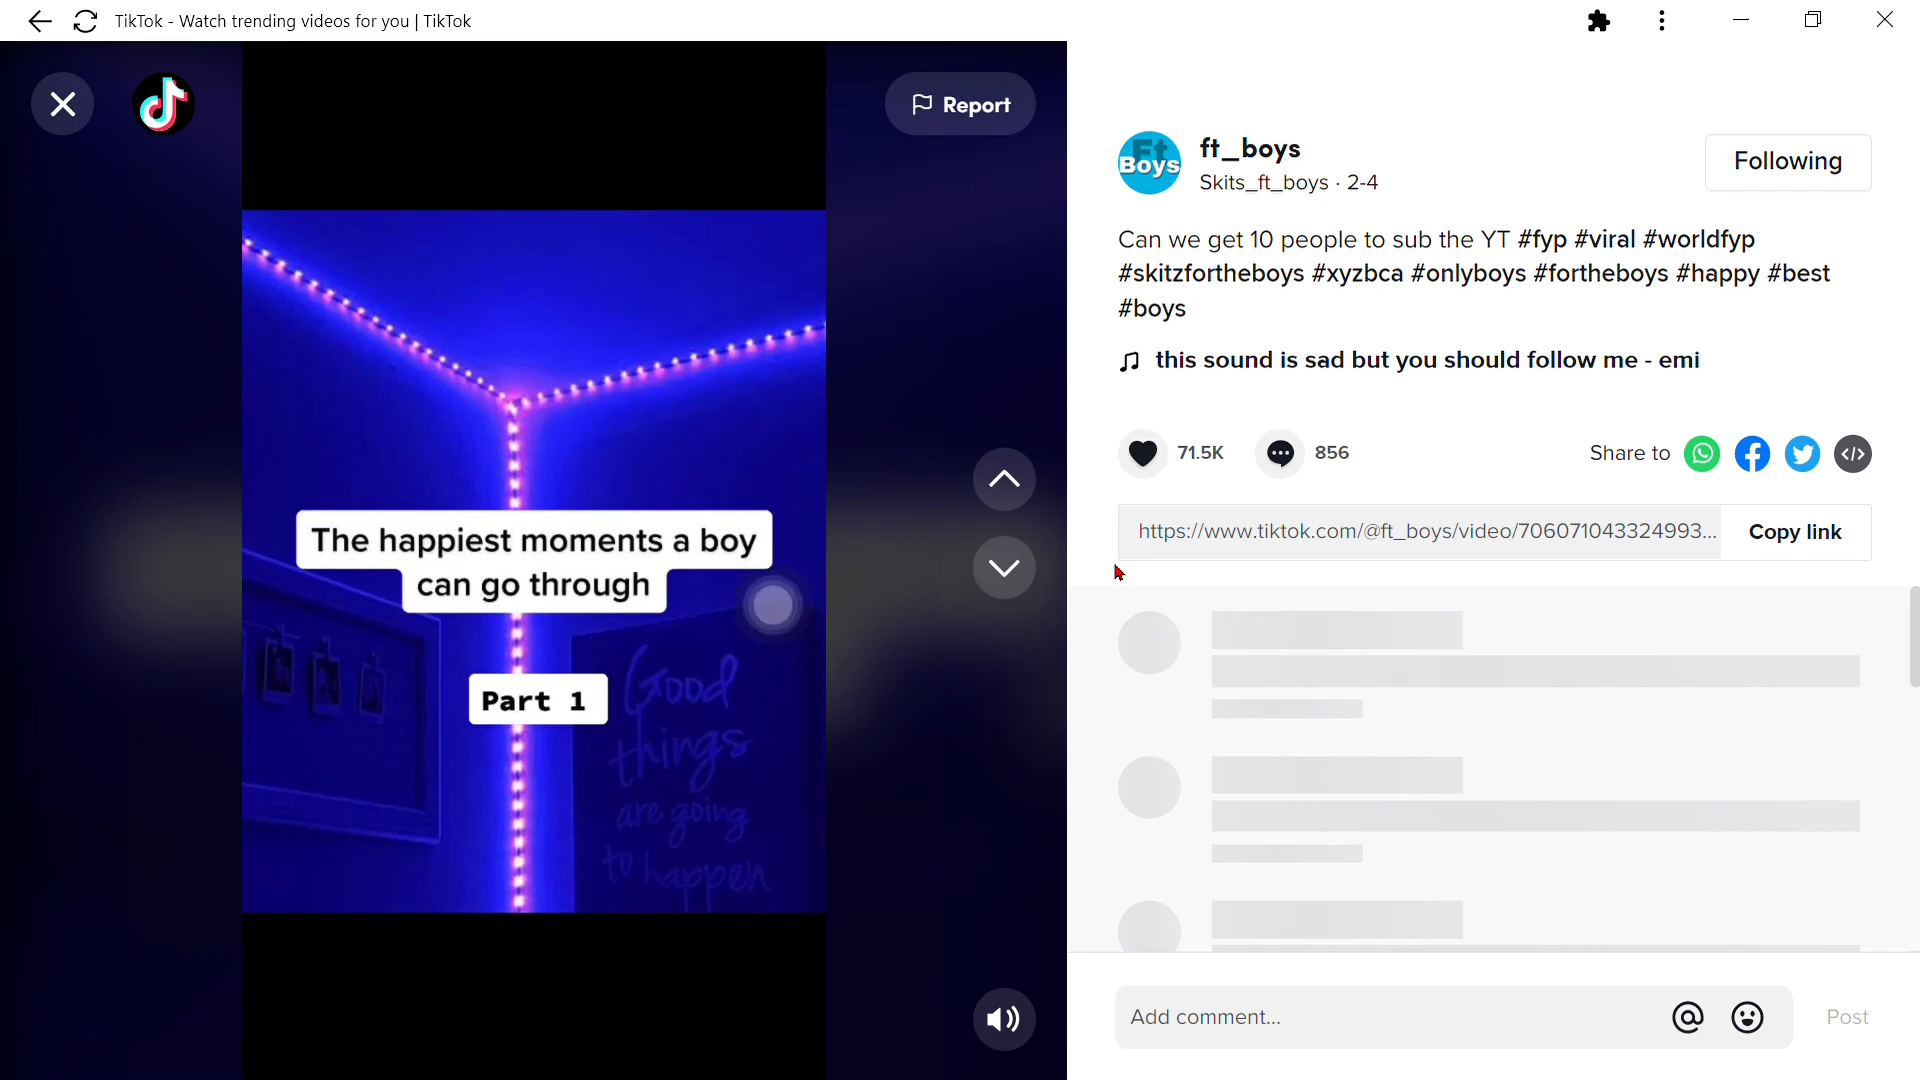 TikTok - Watch trending videos for you | TikTok
Report
The happiest moments a boy
can go through
Part 1
Good
things
are going
to happen
Ft
Boys
ft_boys
Skits_ft_boys · 2-4
Following
Can we get 10 people to sub the YT #fyp #viral #worldfyp
#skitzfortheboys #xyzbca #onlyboys #fortheboys #happy #best
#boys
this sound is sad but you should follow me - emi
71.5K
856
Share to
https://www.tiktok.com/@ft_boys/video/706071043324993...
Copy link
Add comment...
Post